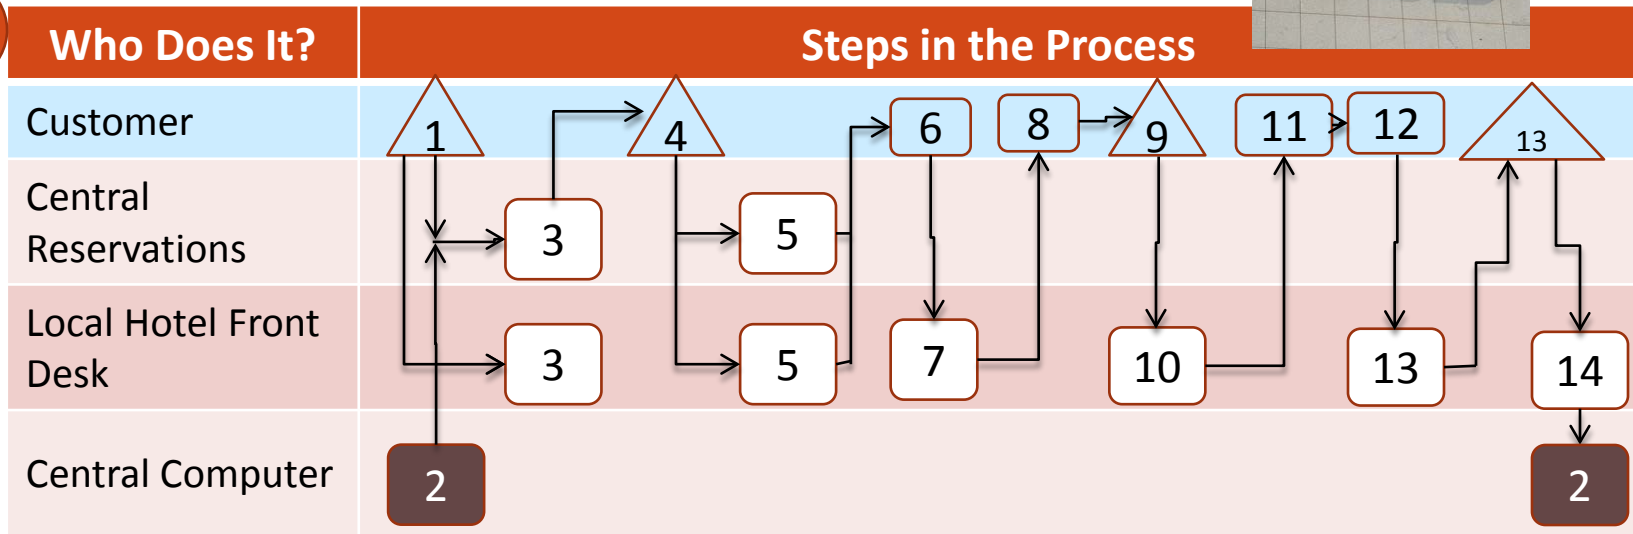 Who Does It?
Steps in the Process
Customer
1
4
6
8
9
11
12
13
Central
Reservations
3
5
Local Hotel Front
Desk
3
5
7
10
13
14
Central Computer
2
2